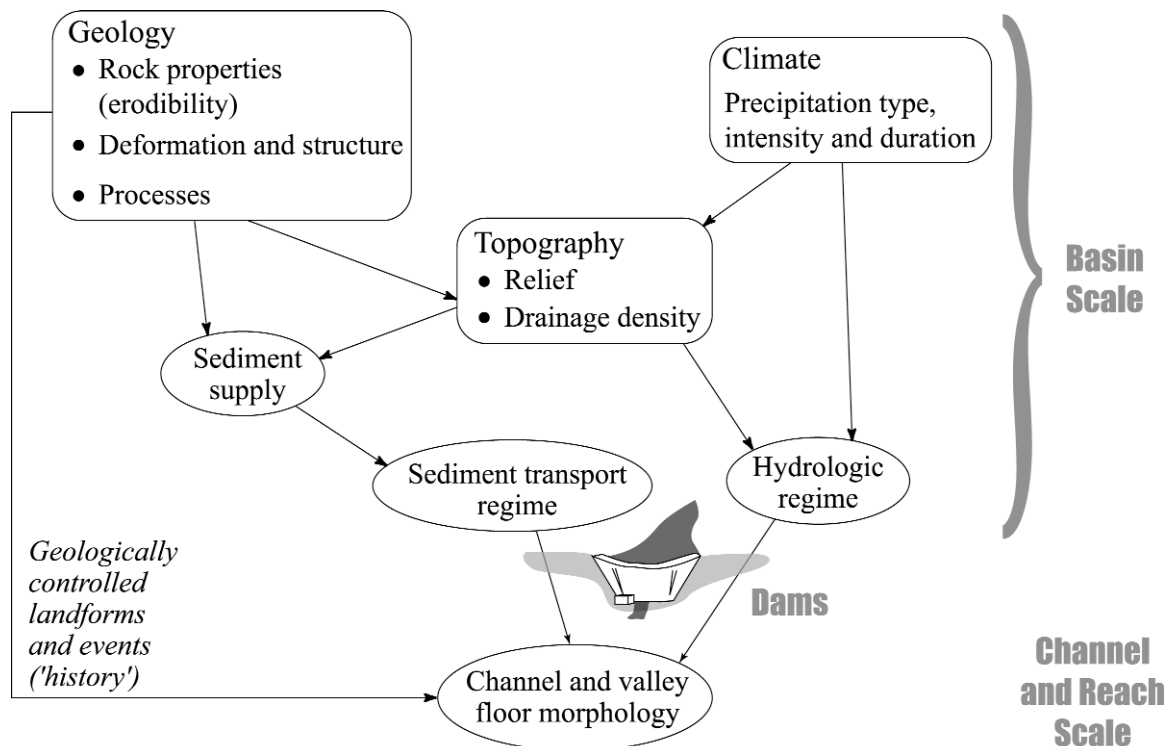 Geology
● Rock properties
(erodibility)
● Deformation and structure
● Processes
Climate
Precipitation type,
intensity and duration
Topography
● Relief
● Drainage density
Basin
Scale
Sediment
supply
Sediment transport
regime
Hydrologic
regime
Geologically
controlled
landforms
and events
('history')
Dams
Channel and valley
floor morphology
Channel
and Reach
Scale